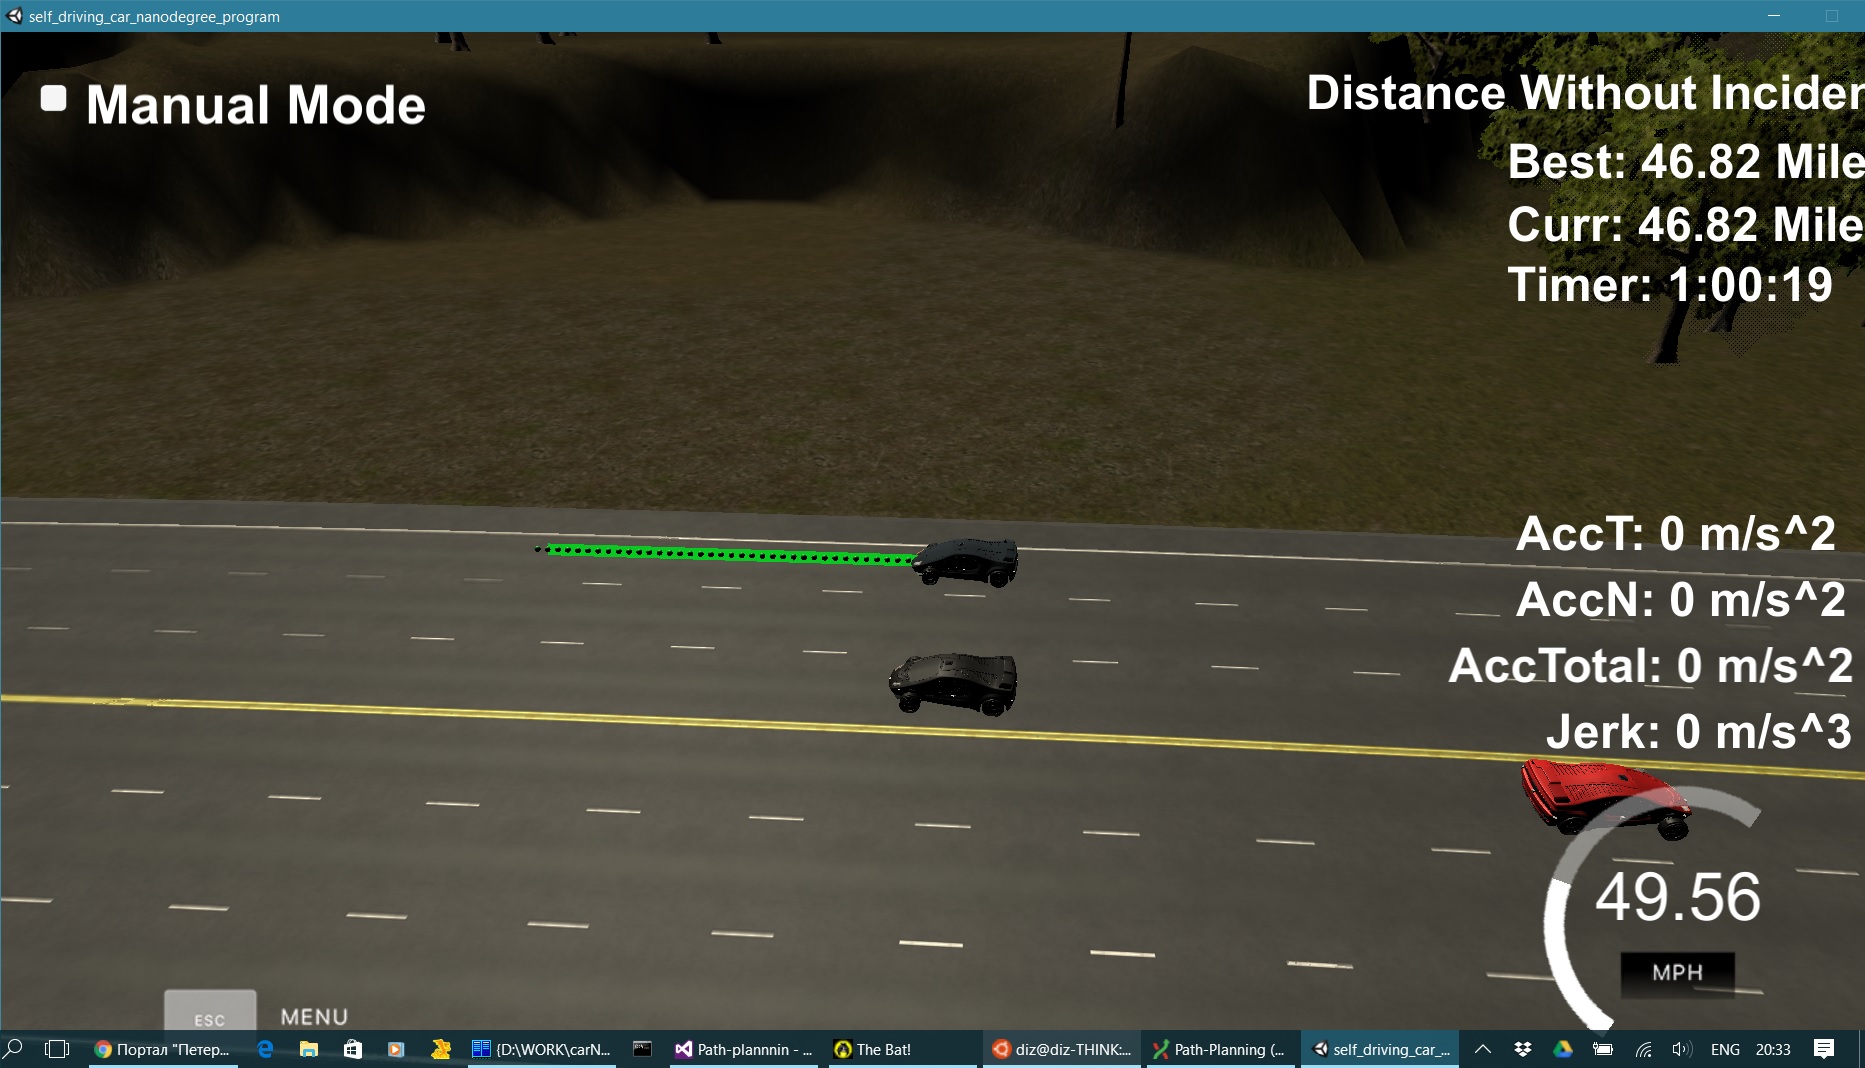 self_driving_car_nanodegree_program
Manual Mode
Distance Without Inciden
Best: 46.82 Mile
Curr: 46.82 Mile
Timer: 1:00:19
AccT: 0 m/s^2
AccN: 0 m/s^2
AccTotal: 0 m/s^2
Jerk: 0 m/s^3
49.56
MPH
ESC MENU
Портал "Петер... {D:\WORK\carN... Path-plannnin - ... The Bat! diz@diz-THINK:... Path-Planning (... self_driving_car_... ENG 20:33